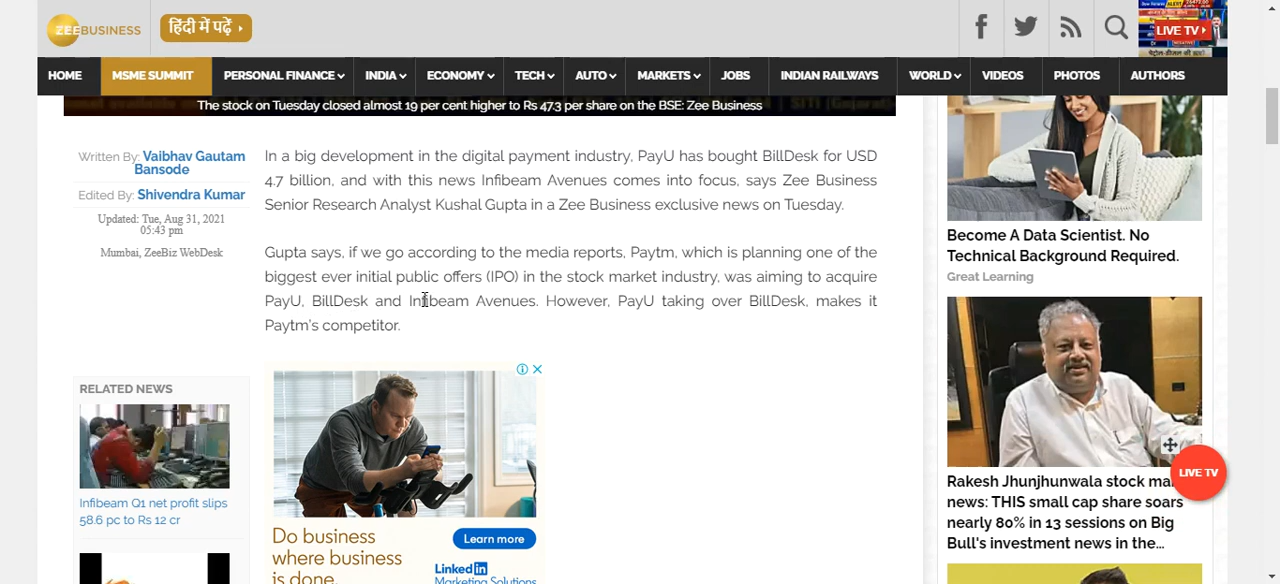 ZEEBUSINESS
हिंदी में पढ़ें
LIVE TV
HOME
MSME SUMMIT
PERSONAL FINANCE
INDIA
ECONOMY
TECH
AUTO
MARKETS
JOBS
INDIAN RAILWAYS
WORLD
VIDEOS
PHOTOS
AUTHORS
The stock on Tuesday closed almost 19 per cent higher to Rs 47.3 per share on the BSE: Zee Business
Written By: Vaibhav Gautam
Bansode
Edited By: Shivendra Kumar
Updated: Tue, Aug 31, 2021
05:43 pm
Mumbai, ZeeBiz WebDesk
In a big development in the digital payment industry, PayU has bought BillDesk for USD
4.7 billion, and with this news Infibeam Avenues comes into focus, says Zee Business
Senior Research Analyst Kushal Gupta in a Zee Business exclusive news on Tuesday.
Gupta says, if we go according to the media reports, Paytm, which is planning one of the
biggest ever initial public offers (IPO) in the stock market industry, was aiming to acquire
PayU, BillDesk and Infibeam Avenues. However, PayU taking over BillDesk, makes it
Paytm's competitor.
RELATED NEWS
Infibeam Q1 net profit slips
58.6 pc to Rs 12 cr
Do business
where business
is done.
Learn more
Linked in
Marketing Solutions
Become A Data Scientist. No
Technical Background Required.
Great Learning
Rakesh Jhunjhunwala stock ma
news: THIS small cap share soars
nearly 80% in 13 sessions on Big
Bull's investment news in the...
LIVE TV